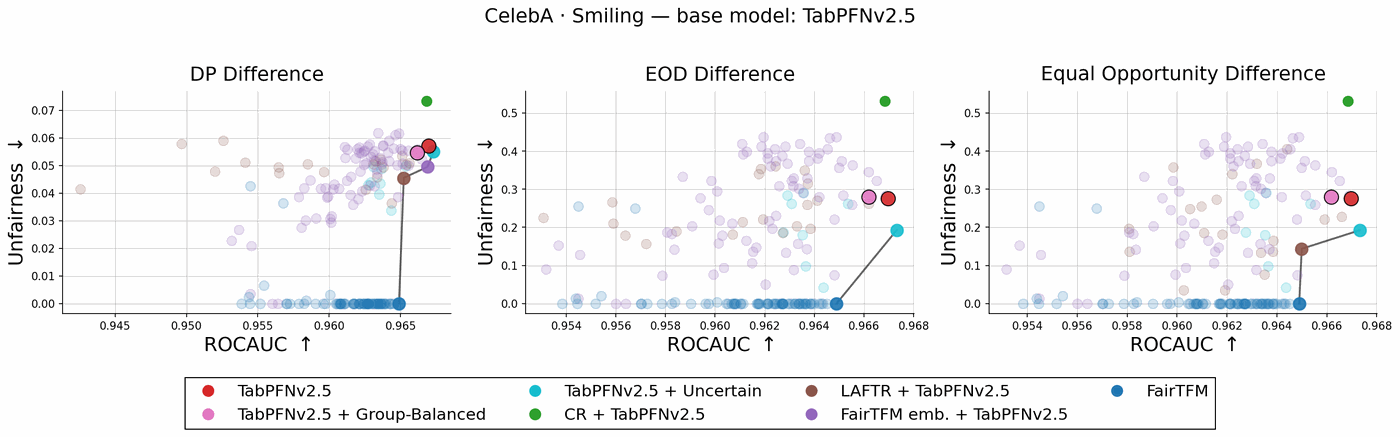 CelebA · Smiling — base model: TabPFNv2.5
DP Difference
EOD Difference
Equal Opportunity Difference
Unfairness ↓
0.07
0.06
0.05
0.04
0.03
0.02
0.01
0.00
0.945
0.950
0.955
0.960
0.965
ROCAUC ↑
Unfairness ↓
0.5
0.4
0.3
0.2
0.1
0.0
0.954
0.956
0.958
0.960
0.962
0.964
0.966
0.968
ROCAUC ↑
Unfairness ↓
0.5
0.4
0.3
0.2
0.1
0.0
0.954
0.956
0.958
0.960
0.962
0.964
0.966
0.968
ROCAUC ↑
TabPFNv2.5
TabPFNv2.5 + Group-Balanced
TabPFNv2.5 + Uncertain
CR + TabPFNv2.5
LAFTR + TabPFNv2.5
FairTFM emb. + TabPFNv2.5
FairTFM